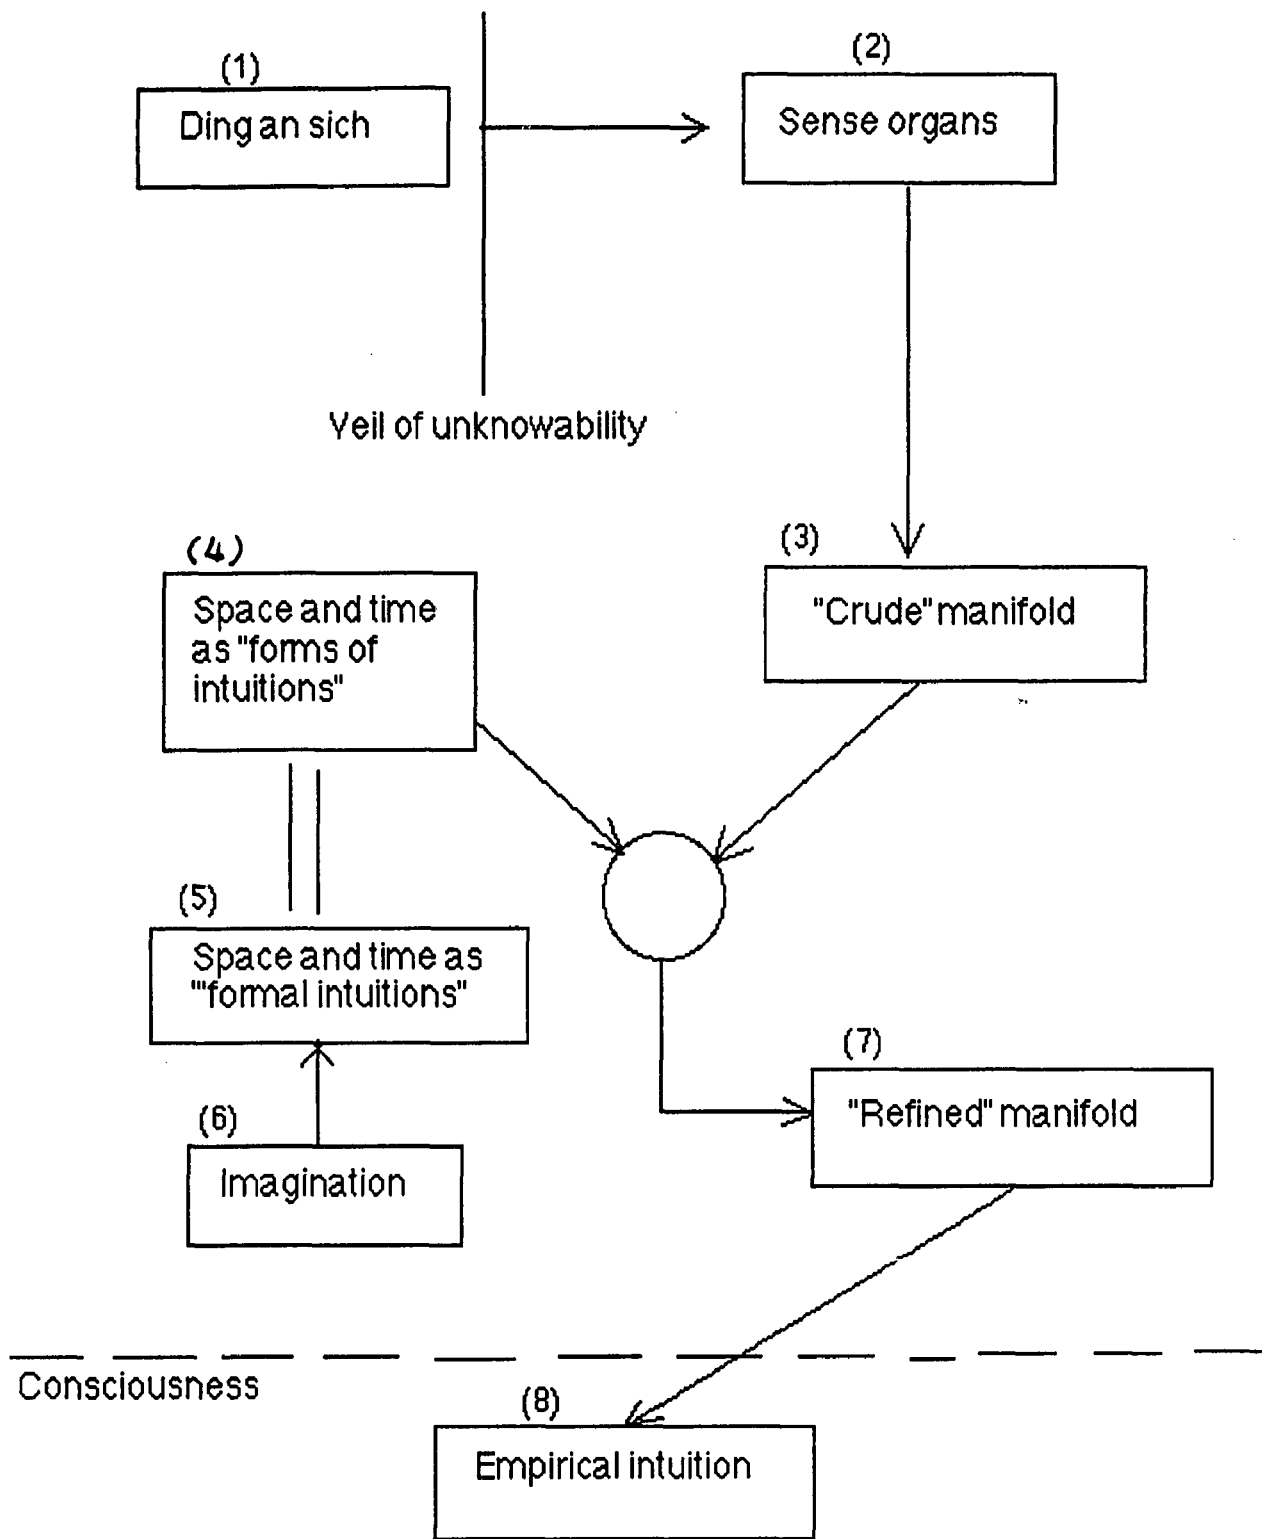 (1)
Ding an sich
(2)
Sense organs
Veil of unknowability
(3)
"Crude" manifold
(4)
Space and time
as "forms of
intuitions"
(5)
Space and time as
'"formal intuitions"
(6)
Imagination
(7)
"Refined" manifold
Consciousness
(8)
Empirical intuition